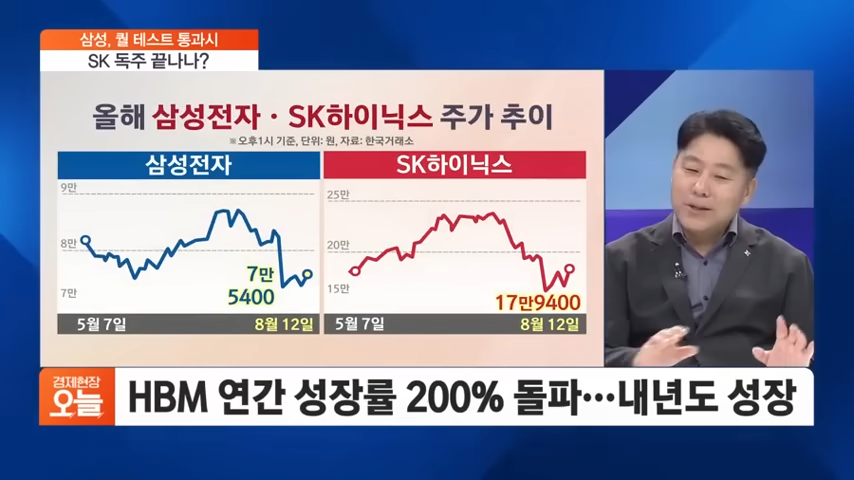 삼성, 퀄 테스트 통과시
SK 독주 끝나나?
올해 삼성전자 · SK하이닉스 주가 추이
※오후1시 기준, 단위: 원, 자료: 한국거래소
삼성전자
9만
8만
7만
7만
5400
5월 7일
8월 12일
SK하이닉스
25만
20만
15만
17만9400
5월 7일
8월 12일
경제현장
오늘
HBM 연간 성장률 200% 돌파…내년도 성장